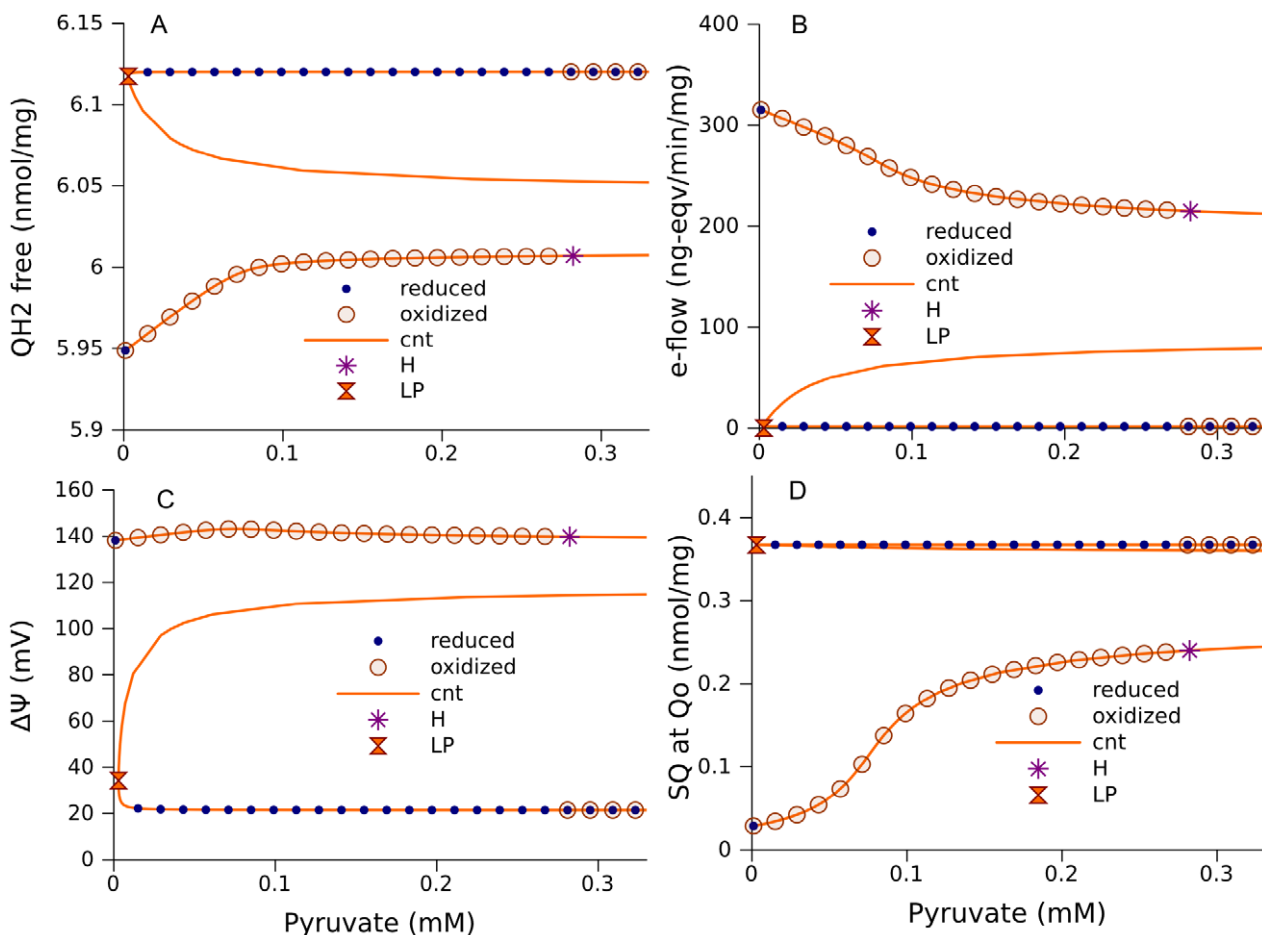 A
QH2 free (nmol/mg)
6.15
6.1
6.05
6
5.95
5.9
0
0.1
0.2
0.3
reduced
oxidized
cnt
H
LP
B
e-flow (ng-eqv/min/mg)
400
300
200
100
0
0
0.1
0.2
0.3
reduced
oxidized
cnt
H
LP
C
ΔΨ (mV)
160
140
120
100
80
60
40
20
0
0
0.1
0.2
0.3
Pyruvate (mM)
reduced
oxidized
cnt
H
LP
D
SQ at Qo (nmol/mg)
0.4
0.3
0.2
0.1
0
0
0.1
0.2
0.3
Pyruvate (mM)
reduced
oxidized
cnt
H
LP